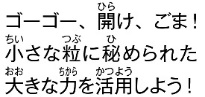 ゴーゴー、開け、ごま！
小さな粒に秘められた
大きな力を活用しよう！